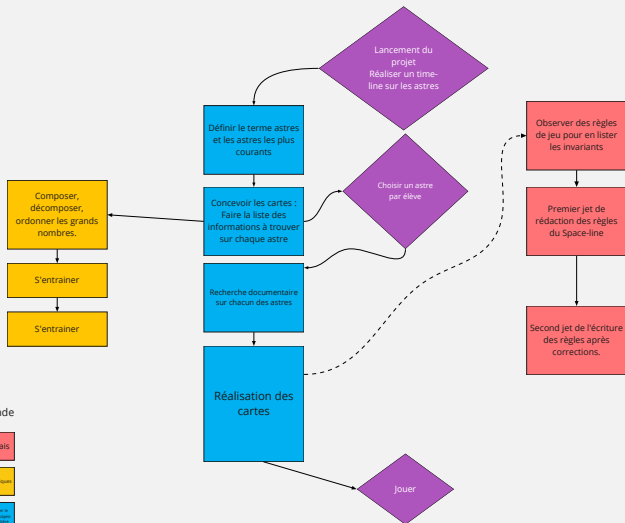 Lancement du
projet
Réaliser un time-
line sur les astres
Définir le terme astres
et les astres les plus
courants
Observer des règles
de jeu pour en lister
les invariants
Choisir un astre
par élève
Composer,
décomposer,
ordonner les grands
nombres.
Concevoir les cartes :
Faire la liste des
informations à trouver
sur chaque astre
Premier jet de
rédaction des règles
du Space-line
S'entrainer
Recherche documentaire
sur chacun des astres
S'entrainer
Second jet de l'écriture
des règles après
corrections.
Réalisation des
cartes
Jouer